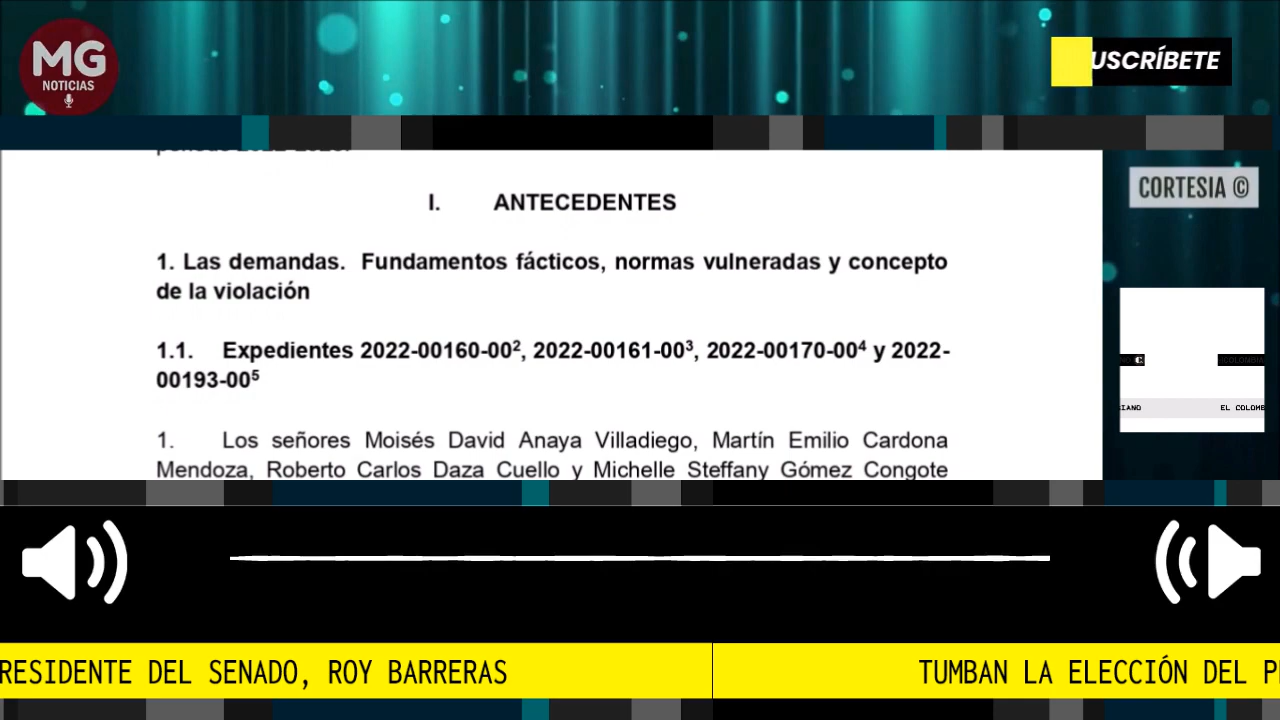 MG
NOTICIAS
USCRÍBETE
CORTESIA ©
I. ANTECEDENTES
1. Las demandas. Fundamentos fácticos, normas vulneradas y concepto
de la violación
1.1. Expedientes 2022-00160-00², 2022-00161-00³, 2022-00170-00⁴ y 2022-
00193-00⁵
1. Los señores Moisés David Anaya Villadiego, Martín Emilio Cardona
Mendoza, Roberto Carlos Daza Cuello y Michelle Steffany Gómez Congote
IANO EL COLOMB
RESIDENTE DEL SENADO, ROY BARRERAS TUMBAN LA ELECCIÓN DEL P